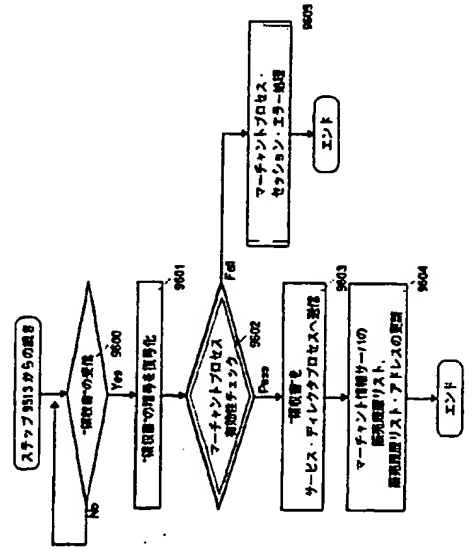 ステップ 9513 からの続き
"領収書"の受信
9600
No
Yes
"領収書"の暗号を復号化
9601
マーチャントプロセス
有効性チェック
9602
Fail
Pass
マーチャントプロセス・
セッション・エラー処理
9605
エンド
"領収書"を
サービス・ディレクタプロセスへ送信
9603
マーチャント情報サーバの
販売履歴リスト、
販売履歴リスト・アドレスの更新
9604
エンド